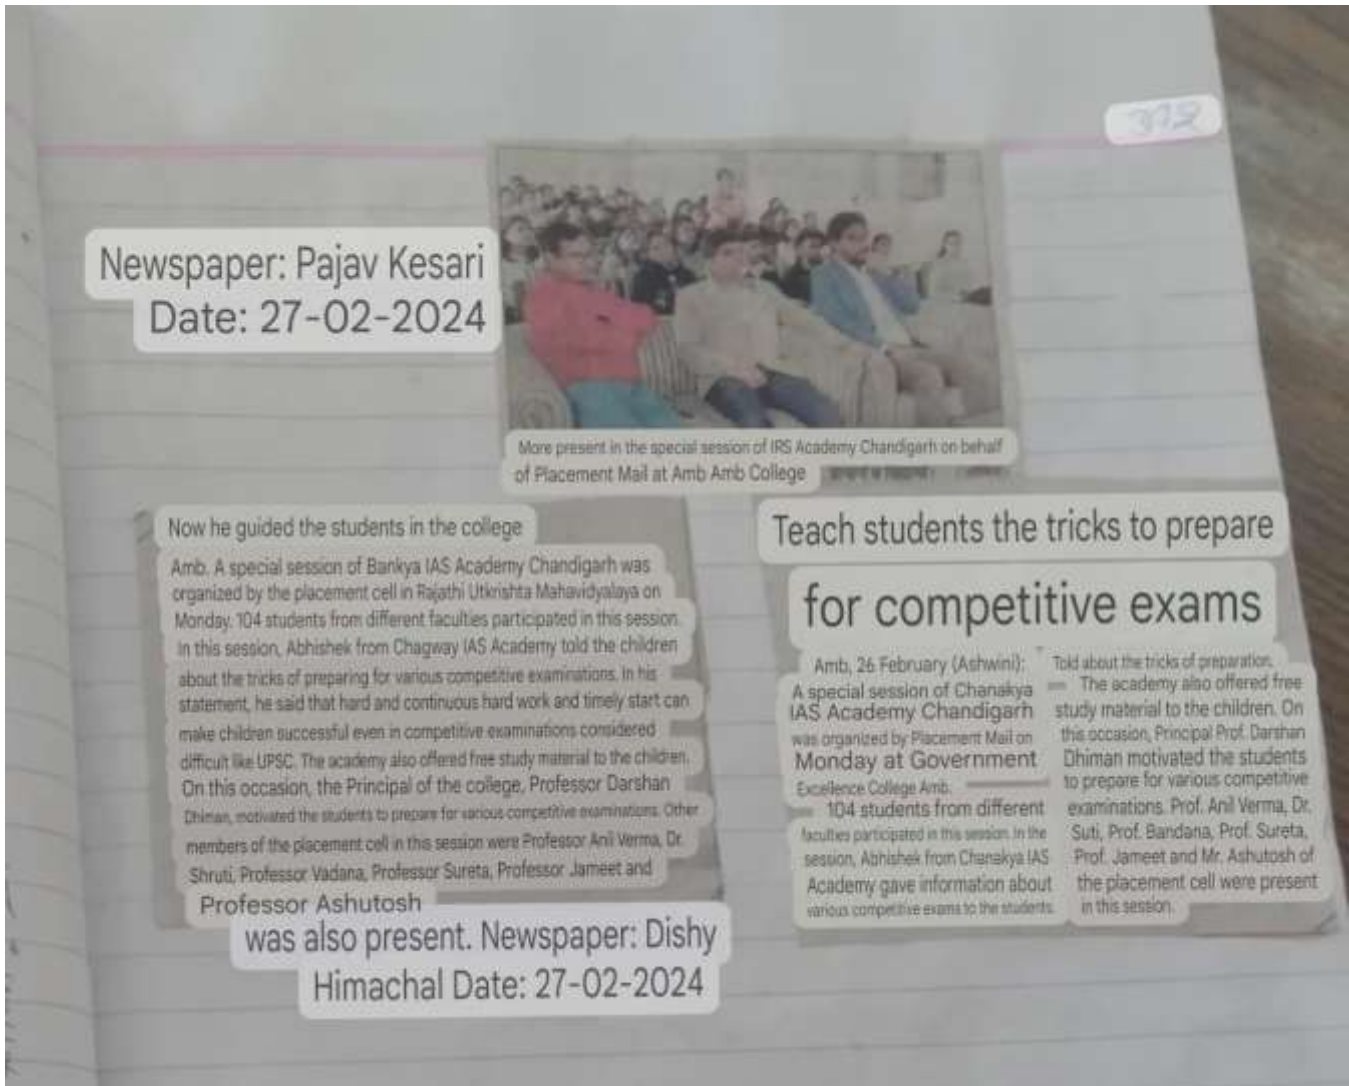 Newspaper: Pajav Kesari
Date: 27-02-2024
More present in the special session of IRS Academy Chandigarh on behalf
of Placement Mail at Amb Amb College
Now he guided the students in the college
Amb. A special session of Bankya IAS Academy Chandigarh was
organized by the placement cell in Rajathi Utkrishta Mahavidyalaya on
Monday. 104 students from different faculties participated in this session.
In this session, Abhishek from Chagway IAS Academy told the children
about the tricks of preparing for various competitive examinations. In his
statement, he said that hard and continuous hard work and timely start can
make children successful even in competitive examinations considered
difficult like UPSC. The academy also offered free study material to the children.
On this occasion, the Principal of the college, Professor Darshan
Dhiman, motivated the students to prepare for various competitive examinations. Other
members of the placement cell in this session were Professor Anil Verma, Dr.
Shruti, Professor Vadana, Professor Sureta, Professor Jameet and
Professor Ashutosh
was also present. Newspaper: Dishy
Himachal Date: 27-02-2024
Teach students the tricks to prepare
for competitive exams
Amb, 26 February (Ashwini):
A special session of Chanakya
IAS Academy Chandigarh
was organized by Placement Mail on
Monday at Government
Excellence College Amb.
104 students from different
faculties participated in this session. In the
session, Abhishek from Chanakya IAS
Academy gave information about
various competitive exams to the students.
Told about the tricks of preparation.
The academy also offered free
study material to the children. On
this occasion, Principal Prof. Darshan
Dhiman motivated the students
to prepare for various competitive
examinations. Prof. Anil Verma, Dr.
Suti, Prof. Bandana, Prof. Sureta,
Prof. Jameet and Mr. Ashutosh of
the placement cell were present
in this session.